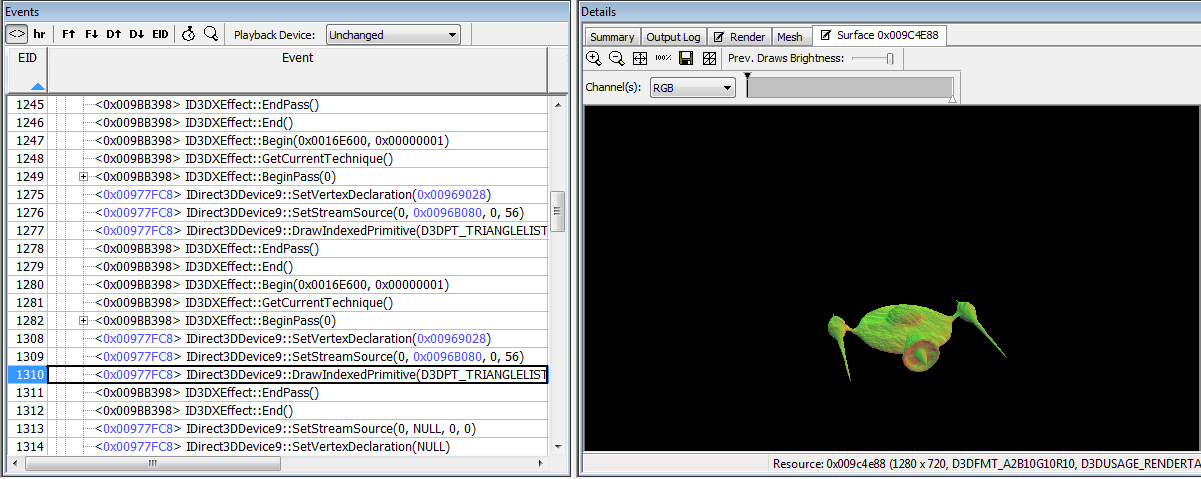 Events
<> hr F↑ F↓ D↑ D↓ EID Playback Device: Unchanged
EID Event
1245 <0x009BB398> ID3DXEffect::EndPass()
1246 <0x009BB398> ID3DXEffect::End()
1247 <0x009BB398> ID3DXEffect::Begin(0x0016E600, 0x00000001)
1248 <0x009BB398> ID3DXEffect::GetCurrentTechnique()
1249 <0x009BB398> ID3DXEffect::BeginPass(0)
1275 <0x00977FC8> IDirect3DDevice9::SetVertexDeclaration(0x00969028)
1276 <0x00977FC8> IDirect3DDevice9::SetStreamSource(0, 0x0096B080, 0, 56)
1277 <0x00977FC8> IDirect3DDevice9::DrawIndexedPrimitive(D3DPT_TRIANGLELIST
1278 <0x009BB398> ID3DXEffect::EndPass()
1279 <0x009BB398> ID3DXEffect::End()
1280 <0x009BB398> ID3DXEffect::Begin(0x0016E600, 0x00000001)
1281 <0x009BB398> ID3DXEffect::GetCurrentTechnique()
1282 <0x009BB398> ID3DXEffect::BeginPass(0)
1308 <0x00977FC8> IDirect3DDevice9::SetVertexDeclaration(0x00969028)
1309 <0x00977FC8> IDirect3DDevice9::SetStreamSource(0, 0x0096B080, 0, 56)
1310 <0x00977FC8> IDirect3DDevice9::DrawIndexedPrimitive(D3DPT_TRIANGLELIST
1311 <0x009BB398> ID3DXEffect::EndPass()
1312 <0x009BB398> ID3DXEffect::End()
1313 <0x00977FC8> IDirect3DDevice9::SetStreamSource(0, NULL, 0, 0)
1314 <0x00977FC8> IDirect3DDevice9::SetVertexDeclaration(NULL)
Details
Summary Output Log Render Mesh Surface 0x009C4E88
100% Prev. Draws Brightness:
Channel(s): RGB
Resource: 0x009c4e88 (1280 x 720, D3DFMT_A2B10G10R10, D3DUSAGE_RENDERTA